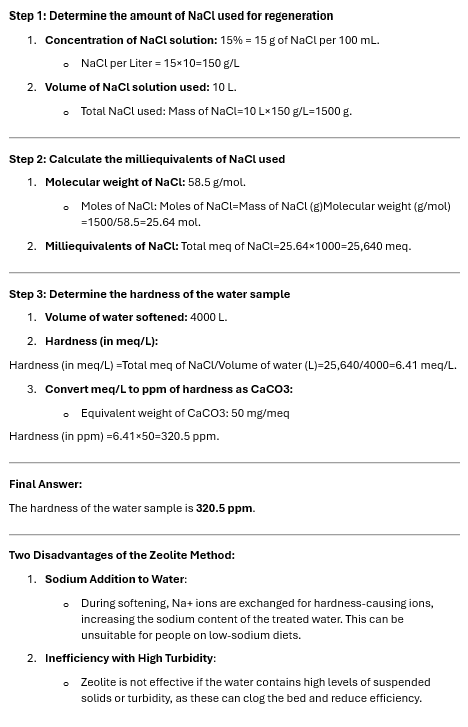 Step 1: Determine the amount of NaCl used for regeneration
1. Concentration of NaCl solution: 15% = 15 g of NaCl per 100 mL.
o NaCl per Liter = 15×10=150 g/L
2. Volume of NaCl solution used: 10 L.
o Total NaCl used: Mass of NaCl=10 L×150 g/L=1500 g.
Step 2: Calculate the milliequivalents of NaCl used
1. Molecular weight of NaCl: 58.5 g/mol.
o Moles of NaCl: Moles of NaCl=Mass of NaCl (g)Molecular weight (g/mol)
=1500/58.5=25.64 mol.
2. Milliequivalents of NaCl: Total meq of NaCl=25.64×1000=25,640 meq.
Step 3: Determine the hardness of the water sample
1. Volume of water softened: 4000 L.
2. Hardness (in meq/L):
Hardness (in meq/L) =Total meq of NaCl/Volume of water (L)=25,640/4000=6.41 meq/L.
3. Convert meq/L to ppm of hardness as CaCO3:
o Equivalent weight of CaCO3: 50 mg/meq
Hardness (in ppm) =6.41×50=320.5 ppm.
Final Answer:
The hardness of the water sample is 320.5 ppm.
Two Disadvantages of the Zeolite Method:
1. Sodium Addition to Water:
o During softening, Na+ ions are exchanged for hardness-causing ions,
increasing the sodium content of the treated water. This can be
unsuitable for people on low-sodium diets.
2. Inefficiency with High Turbidity:
o Zeolite is not effective if the water contains high levels of suspended
solids or turbidity, as these can clog the bed and reduce efficiency.